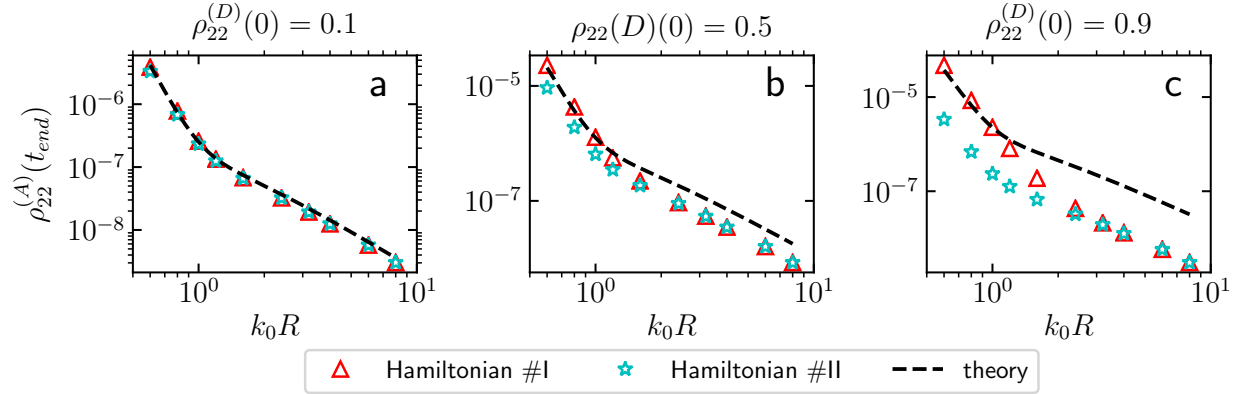 ρ₂₂⁽ᴰ⁾(0) = 0.1
ρ₂₂(D)(0) = 0.5
ρ₂₂⁽ᴰ⁾(0) = 0.9
a
b
c
ρ₂₂⁽ᴬ⁾(t_{end})
10⁻⁶
10⁻⁷
10⁻⁸
10⁻⁵
10⁻⁷
10⁻⁵
10⁻⁷
10⁰ 10¹
10⁰ 10¹
10⁰ 10¹
k₀R
k₀R
k₀R
Hamiltonian #I Hamiltonian #II theory